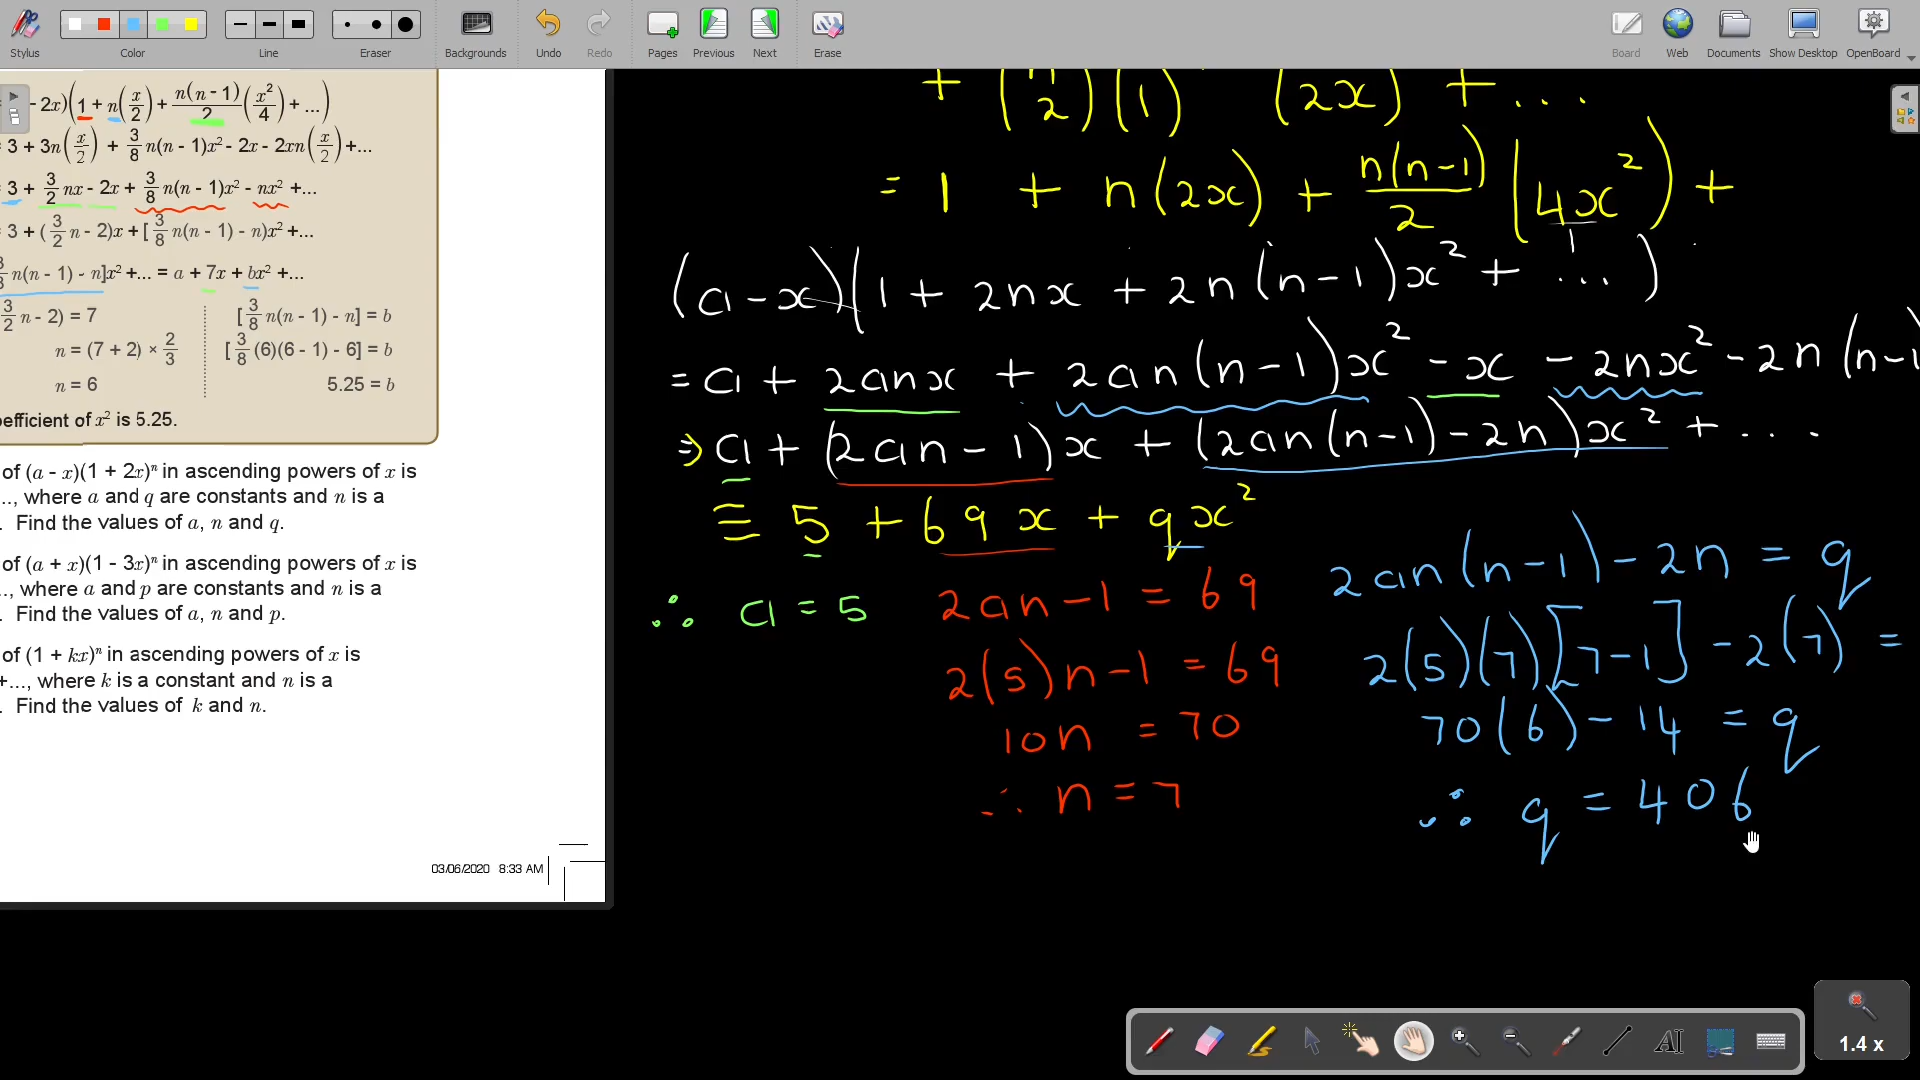 Stylus Color Line Eraser Backgrounds Undo Redo Pages Previous Next Erase Board Web Documents Show Desktop OpenBoard
- 2x)(1 + n(x/2) + n(n - 1)/2 (x²/4) + ...)
= 3 + 3n(x/2) + 3/8 n(n - 1)x² - 2x - 2xn(x/2) +...
= 3 + 3/2 nx - 2x + 3/8 n(n - 1)x² - nx² +...
= 3 + (3/2 n - 2)x + [3/8 n(n - 1) - n)x² +...
3/8 n(n - 1) - n]x² +... = a + 7x + bx² +...
3/2 n - 2) = 7
n = (7 + 2) × 2/3
n = 6
[3/8 n(n - 1) - n] = b
[3/8 (6)(6 - 1) - 6] = b
5.25 = b
efficient of x² is 5.25.
of (a - x)(1 + 2x)ⁿ in ascending powers of x is
..., where a and q are constants and n is a
. Find the values of a, n and q.
of (a + x)(1 - 3x)ⁿ in ascending powers of x is
..., where a and p are constants and n is a
. Find the values of a, n and p.
of (1 + kx)ⁿ in ascending powers of x is
+..., where k is a constant and n is a
. Find the values of k and n.
03/06/2020 8:33 AM
+ (n 2)(1) (2x) + ...
= 1 + n(2x) + n(n-1)/2 (4x²/1) +
(a-x)(1 + 2nx + 2n(n-1)x² + ...)
= a + 2anx + 2an(n-1)x² - x - 2nx² - 2n(n-1
⇒ a + (2an - 1)x + (2an(n-1) - 2n)x² + ....
≡ 5 + 69x + qx²
∴ a = 5
2an - 1 = 69
2(5)n - 1 = 69
10n = 70
∴ n = 7
2an(n-1) - 2n = q
2(5)(7)[7-1] - 2(7) =
70(6) - 14 = q
∴ q = 406
1.4 x